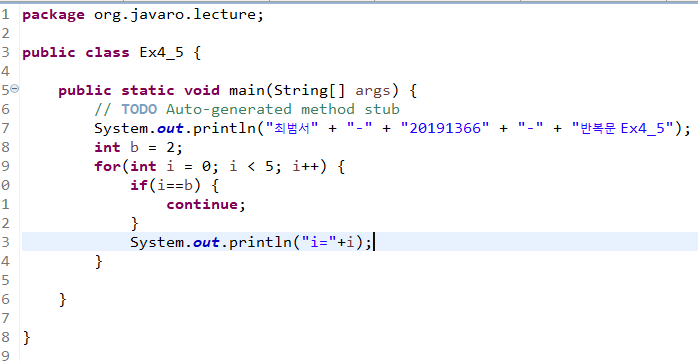 1 package org.javaro.lecture;
2
3 public class Ex4_5 {
4
5 public static void main(String[] args) {
6 // TODO Auto-generated method stub
7 System.out.println("최범서" + "-" + "20191366" + "-" + "반복문 Ex4_5");
8 int b = 2;
9 for(int i = 0; i < 5; i++) {
0 if(i==b) {
1 continue;
2 }
3 System.out.println("i="+i);
4 }
5
6 }
7
8 }
9